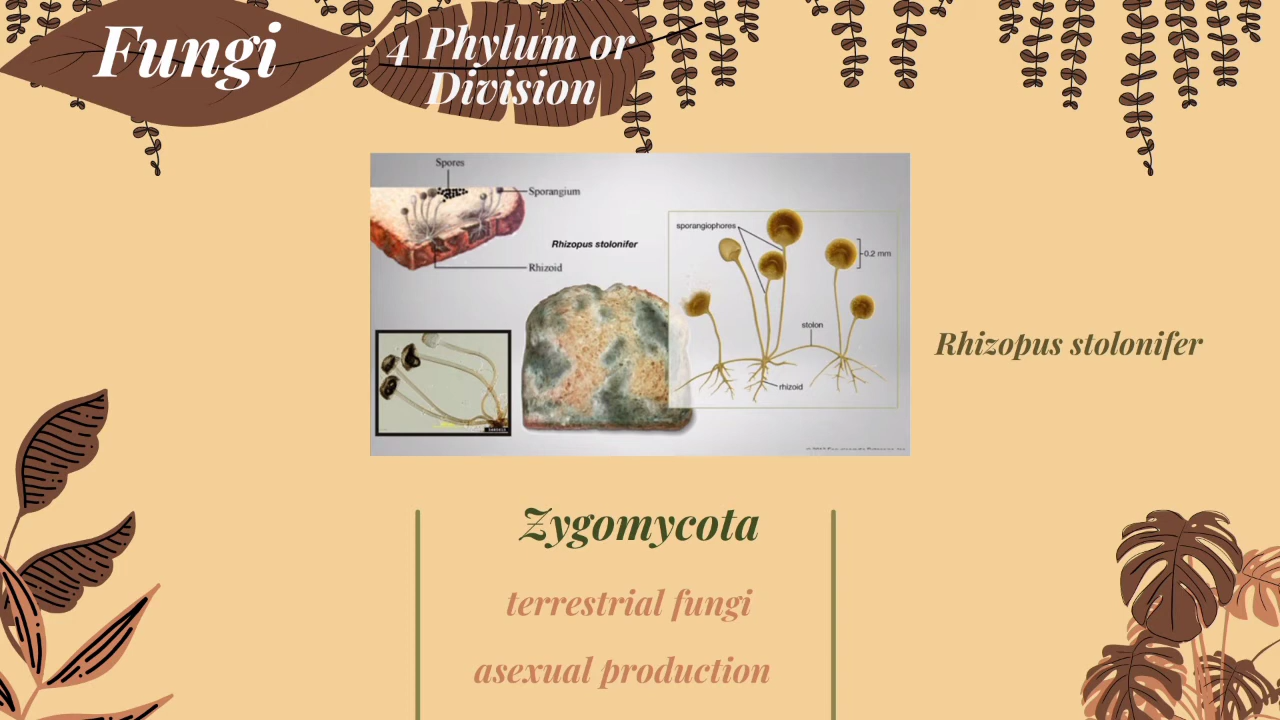 Fungi
4 Phylum or
Division
Spores
Sporangium
Rhizopus stolonifer
Rhizoid
sporangiophores
0.2 mm
stolon
rhizoid
Rhizopus stolonifer
Zygomycota
terrestrial fungi
asexual production